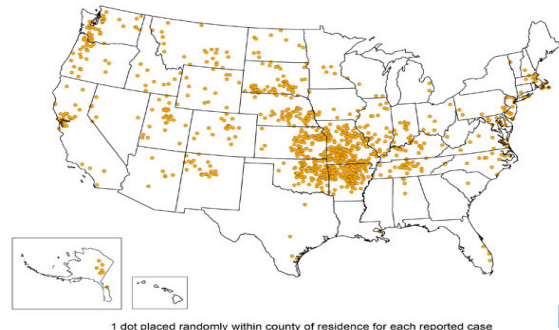 1 dot placed randomly within county of residence for each reported case